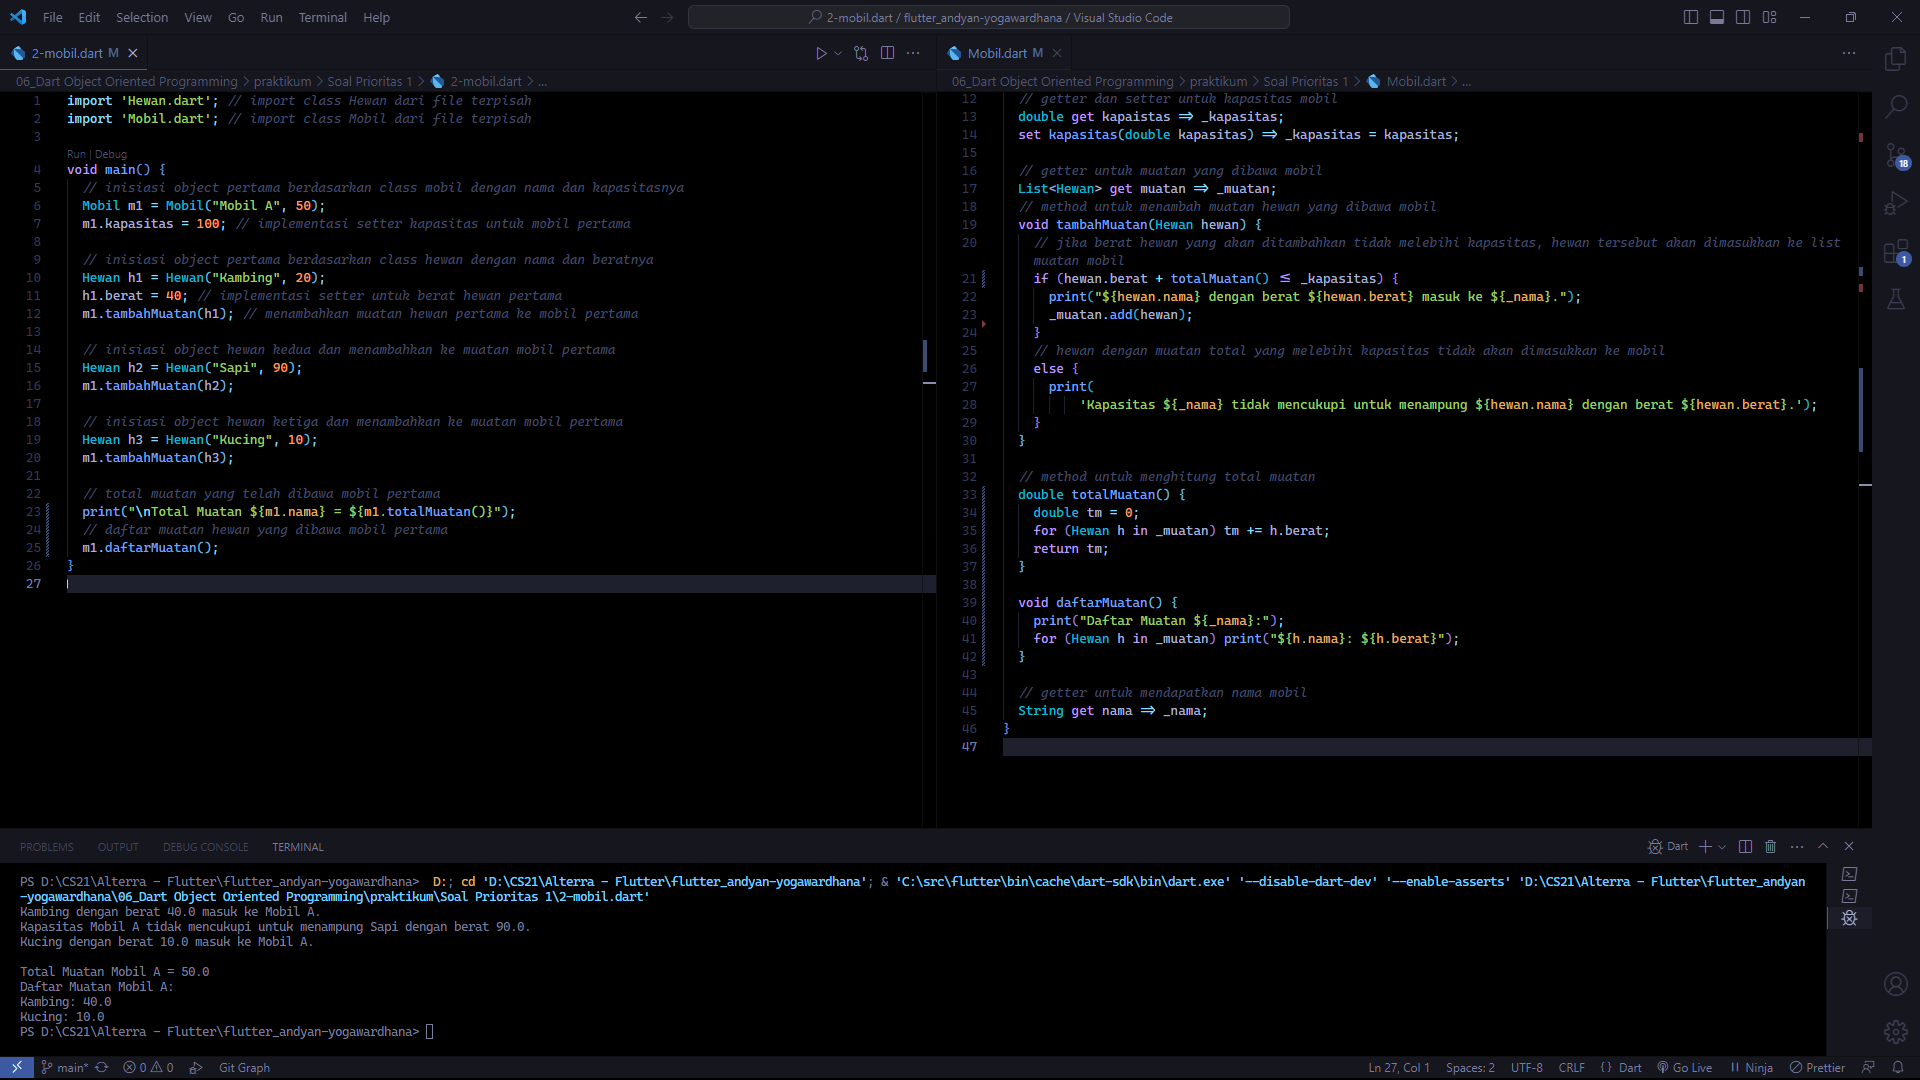 File Edit Selection View Go Run Terminal Help
2-mobil.dart / flutter_andyan-yogawardhana / Visual Studio Code
2-mobil.dart M
06_Dart Object Oriented Programming > praktikum > Soal Prioritas 1 > 2-mobil.dart > ...
1 import 'Hewan.dart'; // import class Hewan dari file terpisah
2 import 'Mobil.dart'; // import class Mobil dari file terpisah
3
Run | Debug
4 void main() {
5 // inisiasi object pertama berdasarkan class mobil dengan nama dan kapasitasnya
6 Mobil m1 = Mobil("Mobil A", 50);
7 m1.kapasitas = 100; // implementasi setter kapasitas untuk mobil pertama
8
9 // inisiasi object pertama berdasarkan class hewan dengan nama dan beratnya
10 Hewan h1 = Hewan("Kambing", 20);
11 h1.berat = 40; // implementasi setter untuk berat hewan pertama
12 m1.tambahMuatan(h1); // menambahkan muatan hewan pertama ke mobil pertama
13
14 // inisiasi object hewan kedua dan menambahkan ke muatan mobil pertama
15 Hewan h2 = Hewan("Sapi", 90);
16 m1.tambahMuatan(h2);
17
18 // inisiasi object hewan ketiga dan menambahkan ke muatan mobil pertama
19 Hewan h3 = Hewan("Kucing", 10);
20 m1.tambahMuatan(h3);
21
22 // total muatan yang telah dibawa mobil pertama
23 print("\nTotal Muatan ${m1.nama} = ${m1.totalMuatan()}");
24 // daftar muatan hewan yang dibawa mobil pertama
25 m1.daftarMuatan();
26 }
27
Mobil.dart M
06_Dart Object Oriented Programming > praktikum > Soal Prioritas 1 > Mobil.dart > ...
12 // getter dan setter untuk kapasitas mobil
13 double get kapaistas => _kapasitas;
14 set kapasitas(double kapasitas) => _kapasitas = kapasitas;
15
16 // getter untuk muatan yang dibawa mobil
17 List<Hewan> get muatan => _muatan;
18 // method untuk menambah muatan hewan yang dibawa mobil
19 void tambahMuatan(Hewan hewan) {
20 // jika berat hewan yang akan ditambahkan tidak melebihi kapasitas, hewan tersebut akan dimasukkan ke list
muatan mobil
21 if (hewan.berat + totalMuatan() ≤ _kapasitas) {
22 print("${hewan.nama} dengan berat ${hewan.berat} masuk ke ${_nama}.");
23 _muatan.add(hewan);
24 }
25 // hewan dengan muatan total yang melebihi kapasitas tidak akan dimasukkan ke mobil
26 else {
27 print(
28 'Kapasitas ${_nama} tidak mencukupi untuk menampung ${hewan.nama} dengan berat ${hewan.berat}.');
29 }
30 }
31
32 // method untuk menghitung total muatan
33 double totalMuatan() {
34 double tm = 0;
35 for (Hewan h in _muatan) tm += h.berat;
36 return tm;
37 }
38
39 void daftarMuatan() {
40 print("Daftar Muatan ${_nama}:");
41 for (Hewan h in _muatan) print("${h.nama}: ${h.berat}");
42 }
43
44 // getter untuk mendapatkan nama mobil
45 String get nama => _nama;
46 }
47
18
1
PROBLEMS OUTPUT DEBUG CONSOLE TERMINAL
Dart
PS D:\CS21\Alterra - Flutter\flutter_andyan-yogawardhana> D:; cd 'D:\CS21\Alterra - Flutter\flutter_andyan-yogawardhana'; & 'C:\src\flutter\bin\cache\dart-sdk\bin\dart.exe' '--disable-dart-dev' '--enable-asserts' 'D:\CS21\Alterra - Flutter\flutter_andyan
-yogawardhana\06_Dart Object Oriented Programming\praktikum\Soal Prioritas 1\2-mobil.dart'
Kambing dengan berat 40.0 masuk ke Mobil A.
Kapasitas Mobil A tidak mencukupi untuk menampung Sapi dengan berat 90.0.
Kucing dengan berat 10.0 masuk ke Mobil A.

Total Muatan Mobil A = 50.0
Daftar Muatan Mobil A:
Kambing: 40.0
Kucing: 10.0
PS D:\CS21\Alterra - Flutter\flutter_andyan-yogawardhana>
main* 0 0 Git Graph
Ln 27, Col 1 Spaces: 2 UTF-8 CRLF { } Dart Go Live Ninja Prettier